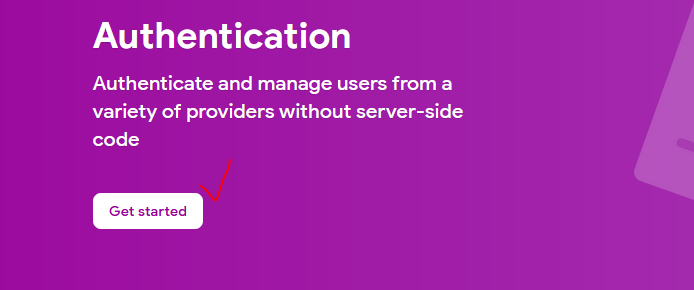 Authentication
Authenticate and manage users from a
variety of providers without server-side
code
Get started